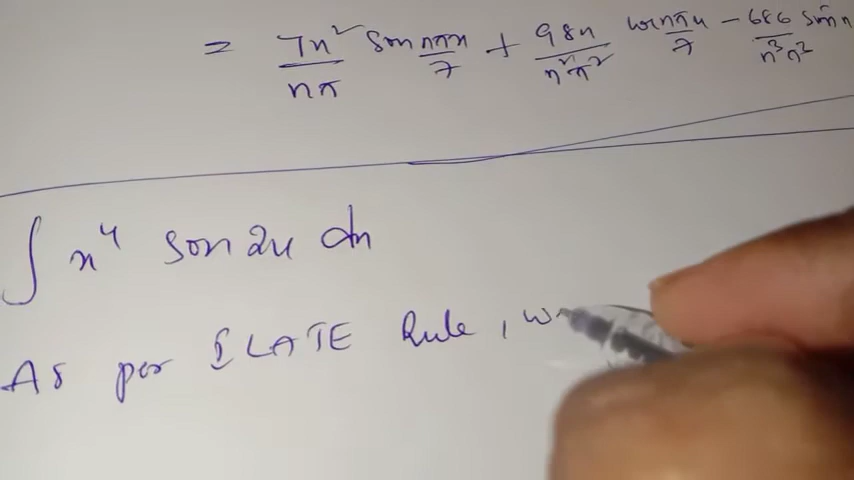 = 7x²/nπ Sin nπx/7 + 98x/n²π² cos nπx/7 - 686/n³π² sin n
∫ x⁴ Sin 2x dx
As per ILATE Rule, w